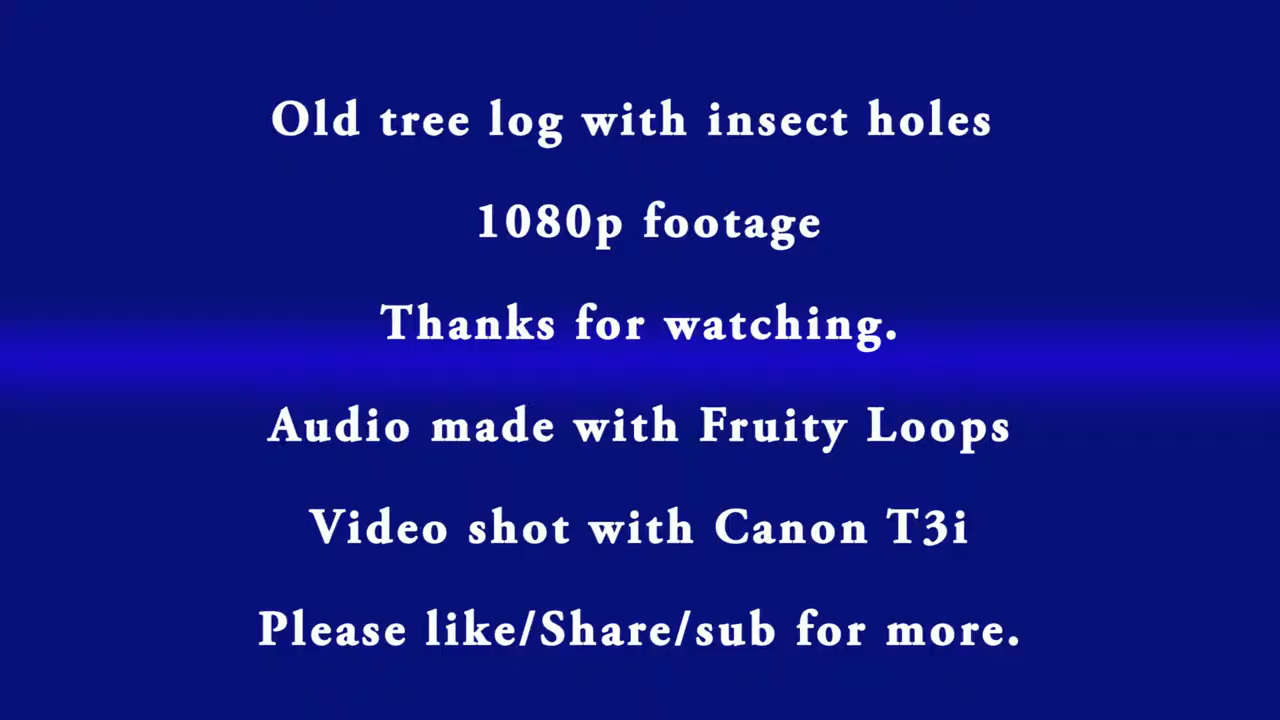 Old tree log with insect holes
1080p footage
Thanks for watching.
Audio made with Fruity Loops
Video shot with Canon T3i
Please like/Share/sub for more.